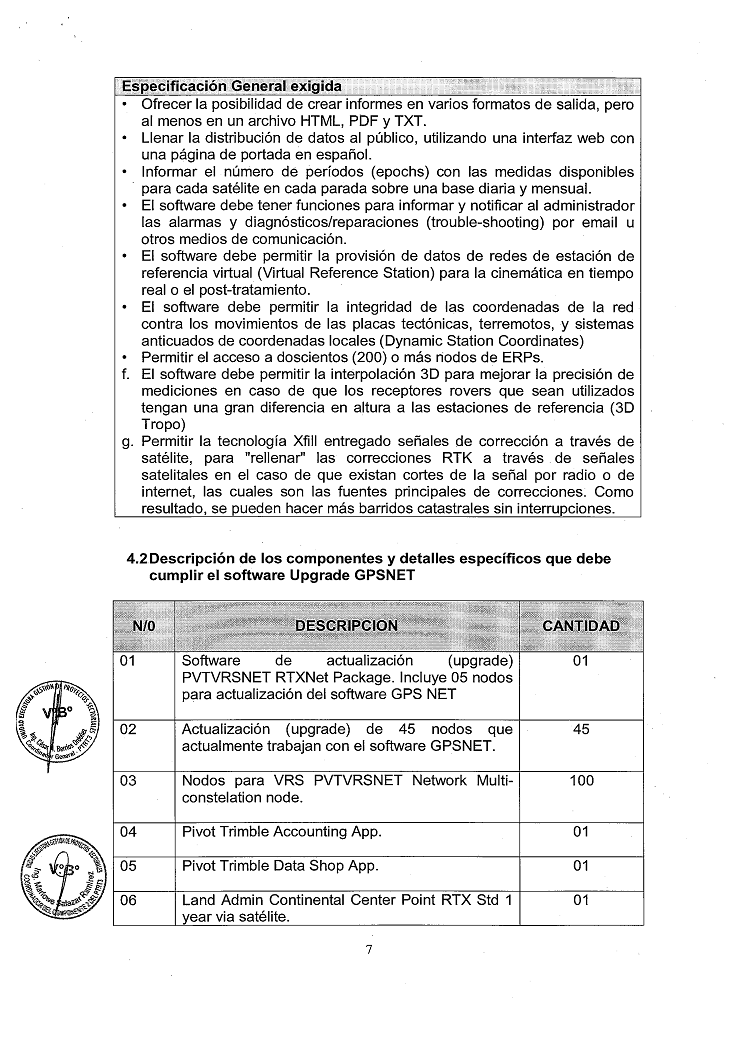 Especificación General exigida
• Ofrecer la posibilidad de crear informes en varios formatos de salida, pero
al menos en un archivo HTML, PDF y TXT.
• Llenar la distribución de datos al público, utilizando una interfaz web con
una página de portada en español.
• Informar el número de períodos (epochs) con las medidas disponibles
para cada satélite en cada parada sobre una base diaria y mensual.
• El software debe tener funciones para informar y notificar al administrador
las alarmas y diagnósticos/reparaciones (trouble-shooting) por email u
otros medios de comunicación.
• El software debe permitir la provisión de datos de redes de estación de
referencia virtual (Virtual Reference Station) para la cinemática en tiempo
real o el post-tratamiento.
• El software debe permitir la integridad de las coordenadas de la red
contra los movimientos de las placas tectónicas, terremotos, y sistemas
anticuados de coordenadas locales (Dynamic Station Coordinates)
• Permitir el acceso a doscientos (200) o más nodos de ERPs.
f. El software debe permitir la interpolación 3D para mejorar la precisión de
mediciones en caso de que los receptores rovers que sean utilizados
tengan una gran diferencia en altura a las estaciones de referencia (3D
Tropo)
g. Permitir la tecnología Xfill entregado señales de corrección a través de
satélite, para "rellenar" las correcciones RTK a través de señales
satelitales en el caso de que existan cortes de la señal por radio o de
internet, las cuales son las fuentes principales de correcciones. Como
resultado, se pueden hacer más barridos catastrales sin interrupciones.
4.2Descripción de los componentes y detalles específicos que debe
cumplir el software Upgrade GPSNET
N/0 DESCRIPCION CANTIDAD
01 Software de actualización (upgrade) 01
PVTVRSNET RTXNet Package. Incluye 05 nodos
para actualización del software GPS NET
02 Actualización (upgrade) de 45 nodos que 45
actualmente trabajan con el software GPSNET.
03 Nodos para VRS PVTVRSNET Network Multi- 100
constelation node.
04 Pivot Trimble Accounting App. 01
05 Pivot Trimble Data Shop App. 01
06 Land Admin Continental Center Point RTX Std 1 01
year via satélite.
UNIDAD EJECUTORA GESTIÓN DE PROYECTOS SECTORIALES
V°B°
Coordinador General - PTRT3
V°B°
Ing. Marlowe Salazar Ramirez
7